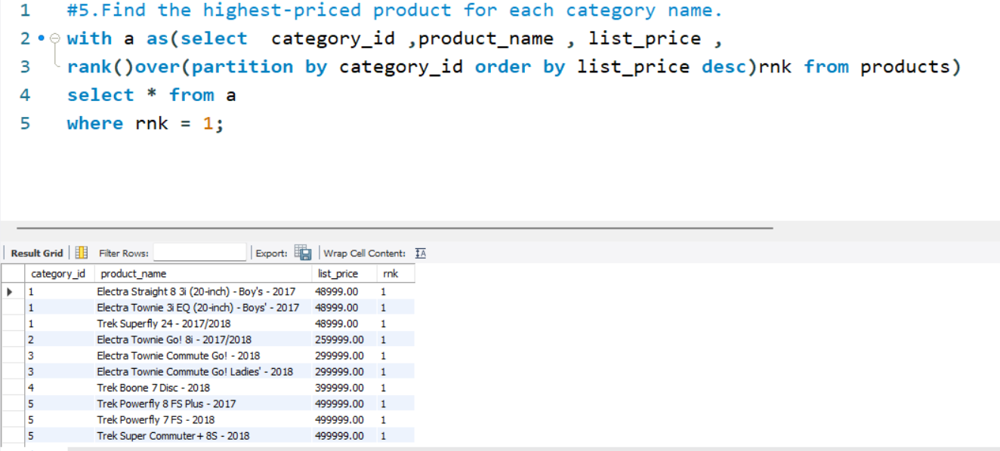 1 #5.Find the highest-priced product for each category name.
2 with a as(select  category_id ,product_name , list_price ,
3 rank()over(partition by category_id order by list_price desc)rnk from products)
4 select * from a
5 where rnk = 1;
Result Grid Filter Rows: Export: Wrap Cell Content: IA
category_id product_name list_price rnk
1 Electra Straight 8 3i (20-inch) - Boy's - 2017 48999.00 1
1 Electra Townie 3i EQ (20-inch) - Boys' - 2017 48999.00 1
1 Trek Superfly 24 - 2017/2018 48999.00 1
2 Electra Townie Go! 8i - 2017/2018 259999.00 1
3 Electra Townie Commute Go! - 2018 299999.00 1
3 Electra Townie Commute Go! Ladies' - 2018 299999.00 1
4 Trek Boone 7 Disc - 2018 399999.00 1
5 Trek Powerfly 8 FS Plus - 2017 499999.00 1
5 Trek Powerfly 7 FS - 2018 499999.00 1
5 Trek Super Commuter+ 8S - 2018 499999.00 1